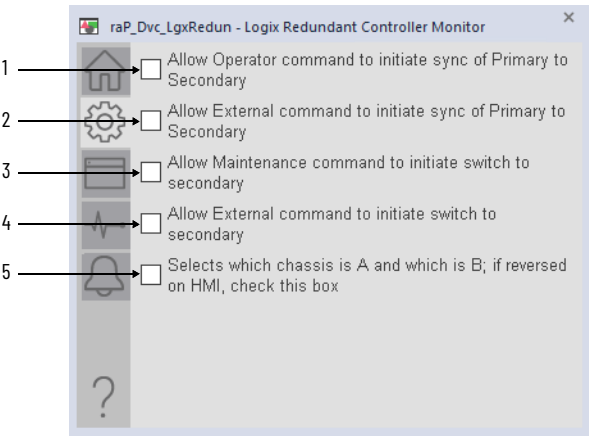 raP_Dvc_LgxRedun - Logix Redundant Controller Monitor
1
Allow Operator command to initiate sync of Primary to
Secondary
2
Allow External command to initiate sync of Primary to
Secondary
3
Allow Maintenance command to initiate switch to
secondary
4
Allow External command to initiate switch to
secondary
5
Selects which chassis is A and which is B; if reversed
on HMI, check this box
?